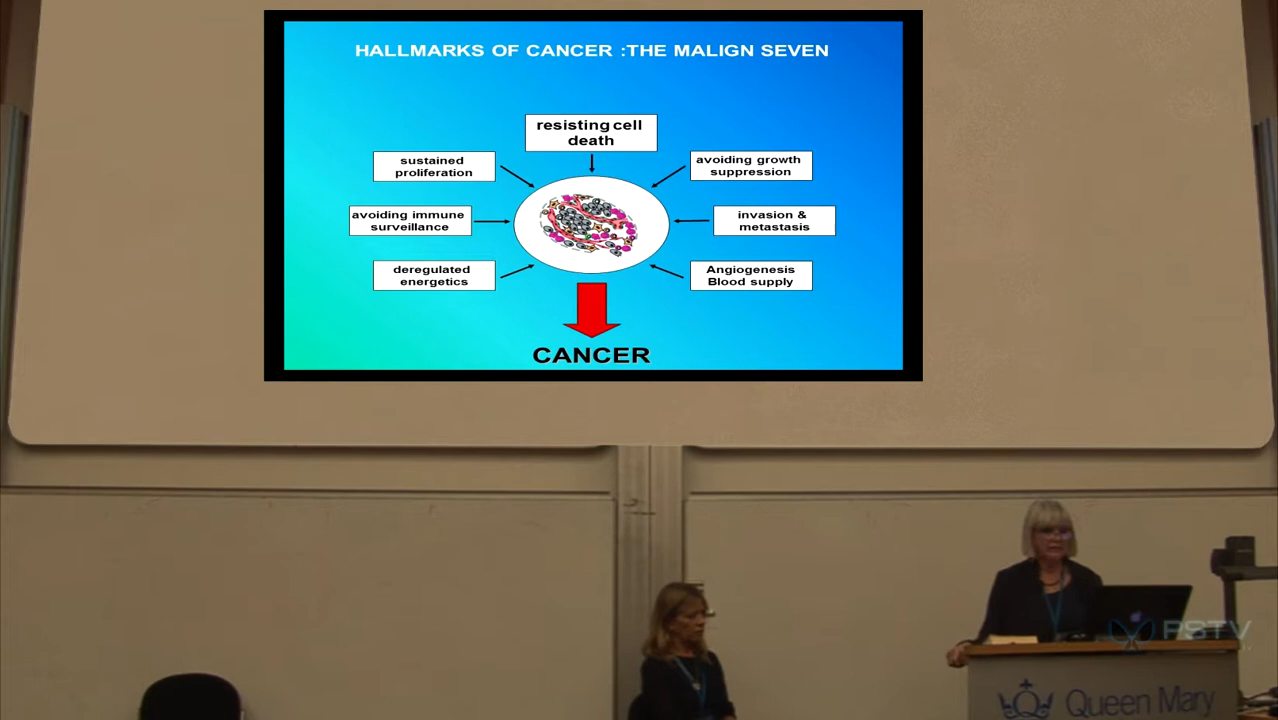 HALLMARKS OF CANCER :THE MALIGN SEVEN
resisting cell
death
sustained
proliferation
avoiding growth
suppression
avoiding immune
surveillance
invasion &
metastasis
deregulated
energetics
Angiogenesis
Blood supply
CANCER
PSTV
Queen Mary